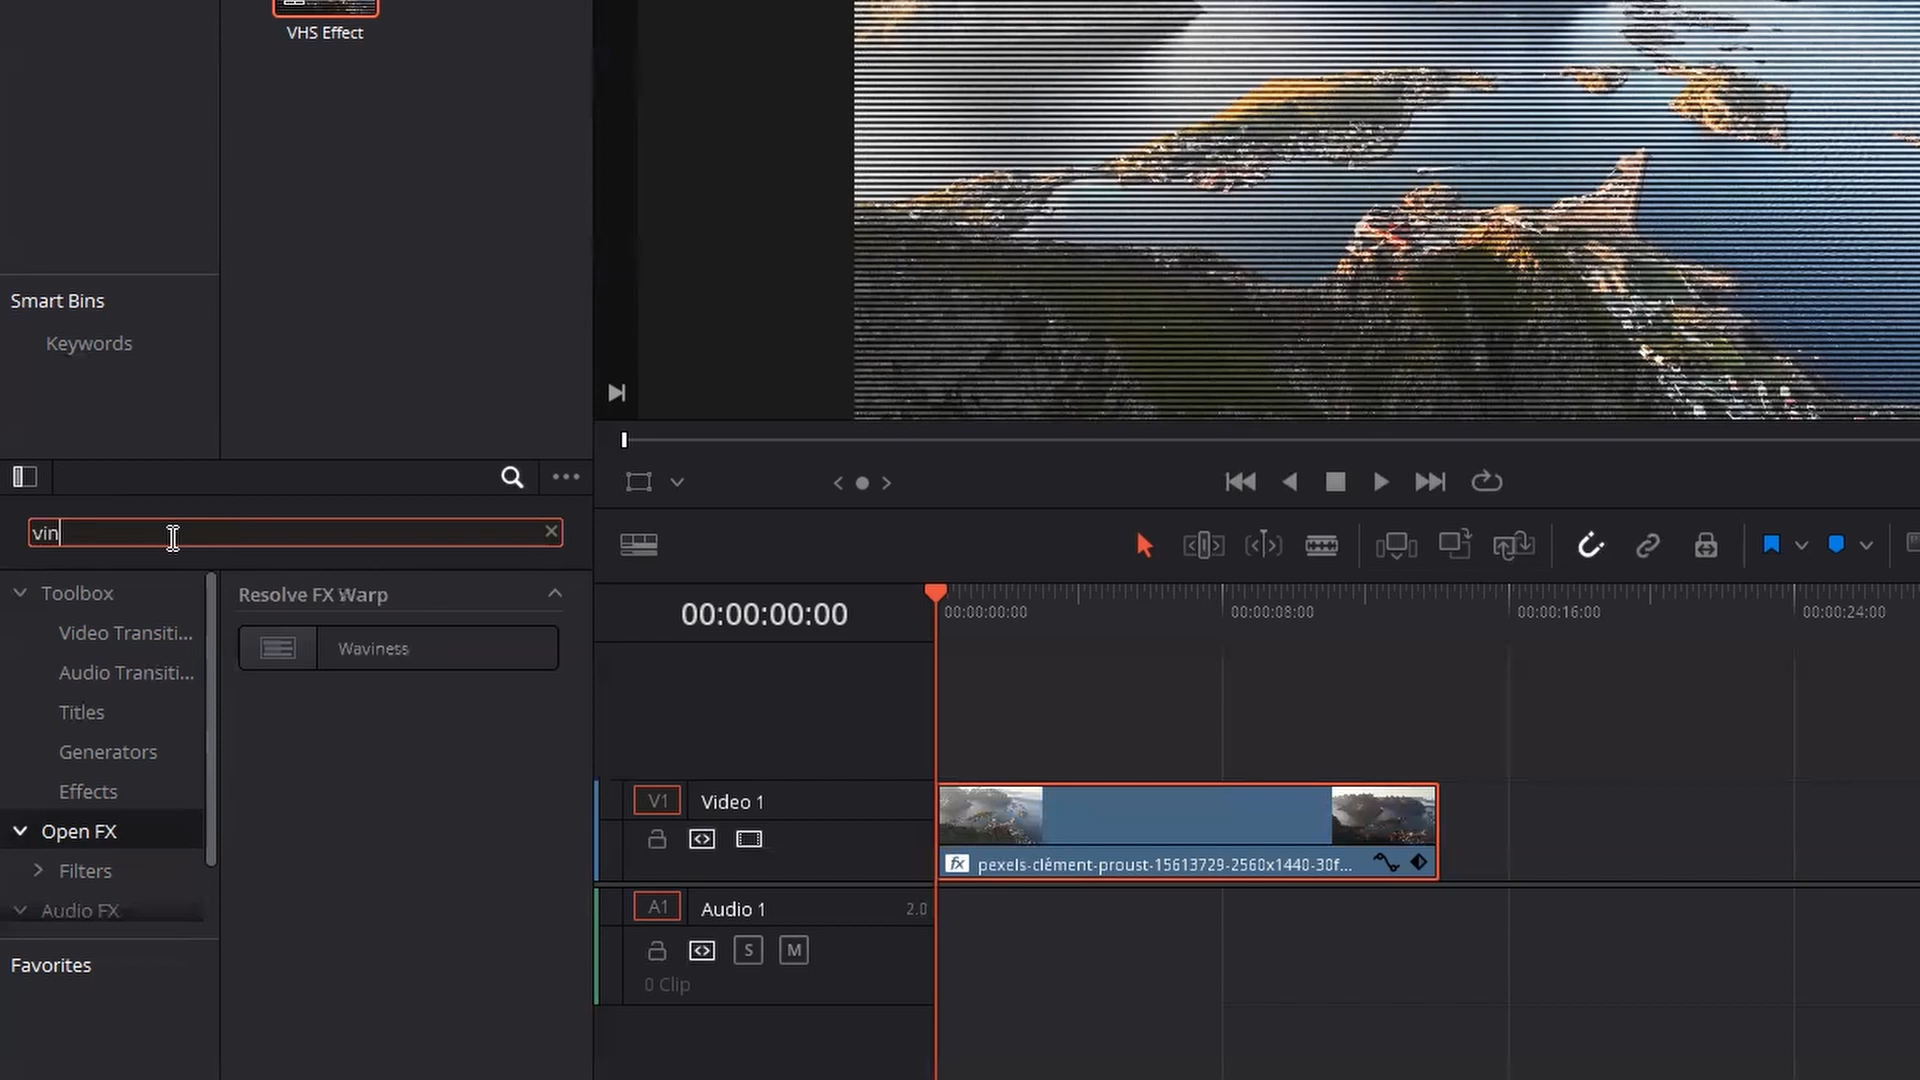 VHS Effect
Smart Bins
Keywords
vin
Toolbox
Video Transiti...
Audio Transiti...
Titles
Generators
Effects
Open FX
Filters
Audio FX
Favorites
Resolve FX Warp
Waviness
00:00:00:00
00:00:00:00
00:00:08:00
00:00:16:00
00:00:24:00
V1
Video 1
fx pexels-clément-proust-15613729-2560x1440-30f...
A1
Audio 1
2.0
S
M
0 Clip